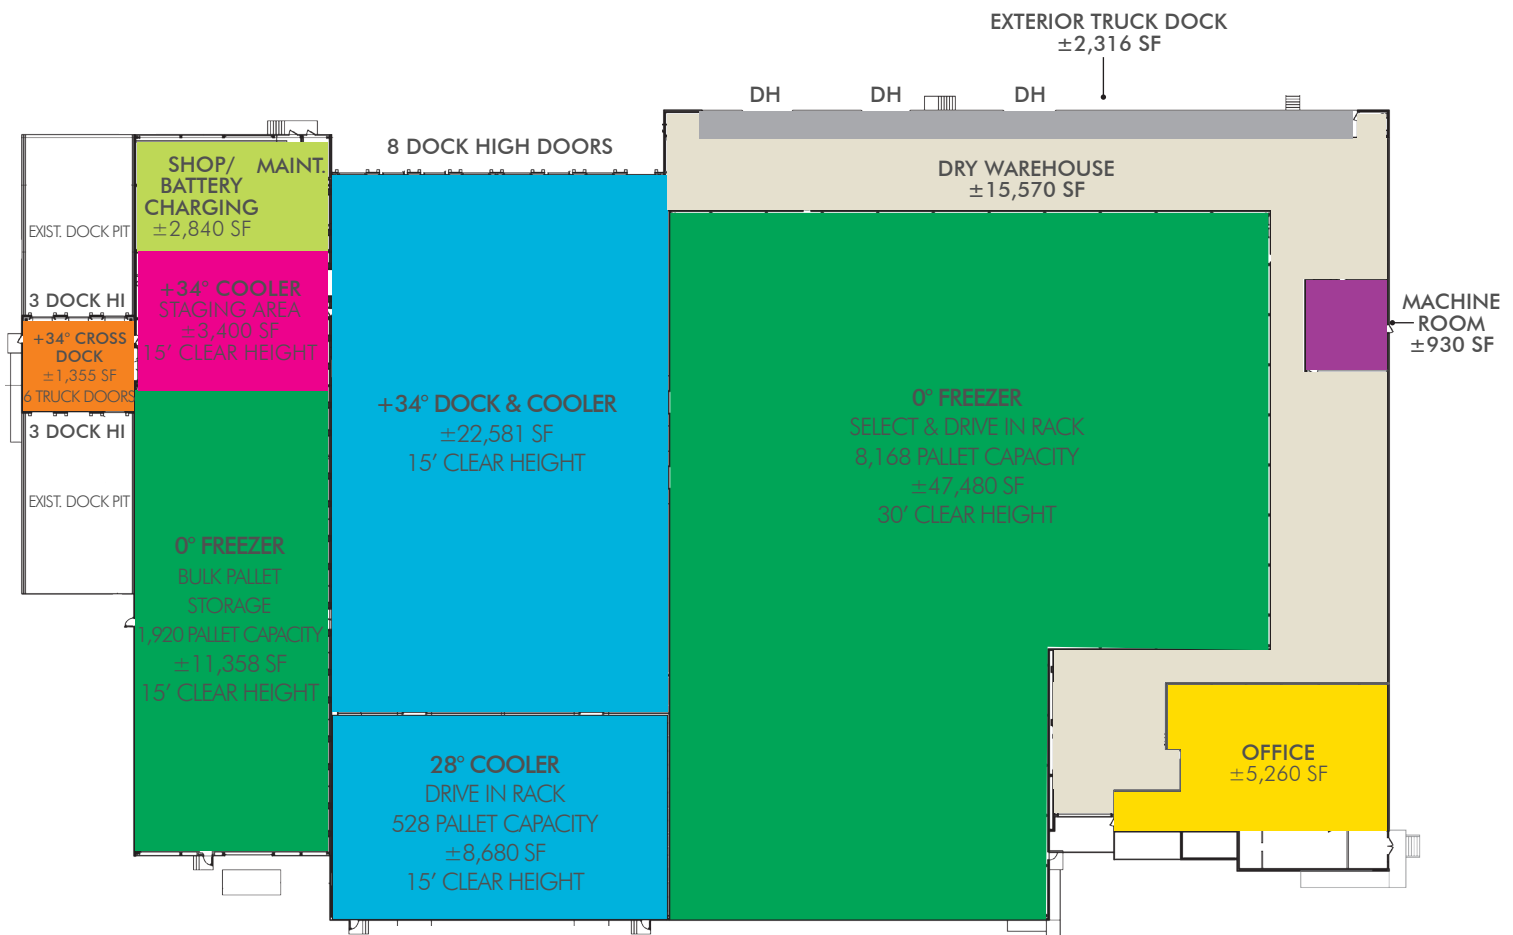 EXTERIOR TRUCK DOCK
±2,316 SF
DH
DH
DH
8 DOCK HIGH DOORS
SHOP/
BATTERY
CHARGING
±2,840 SF
MAINT.
DRY WAREHOUSE
±15,570 SF
EXIST. DOCK PIT
3 DOCK HI
+34° COOLER
STAGING AREA
±3,400 SF
15’ CLEAR HEIGHT
MACHINE
ROOM
±930 SF
+34° CROSS
DOCK
±1,355 SF
6 TRUCK DOORS
3 DOCK HI
EXIST. DOCK PIT
+34° DOCK & COOLER
±22,581 SF
15’ CLEAR HEIGHT
0° FREEZER
SELECT & DRIVE IN RACK
8,168 PALLET CAPACITY
±47,480 SF
30’ CLEAR HEIGHT
0° FREEZER
BULK PALLET
STORAGE
1,920 PALLET CAPACITY
±11,358 SF
15’ CLEAR HEIGHT
28° COOLER
DRIVE IN RACK
528 PALLET CAPACITY
±8,680 SF
15’ CLEAR HEIGHT
OFFICE
±5,260 SF